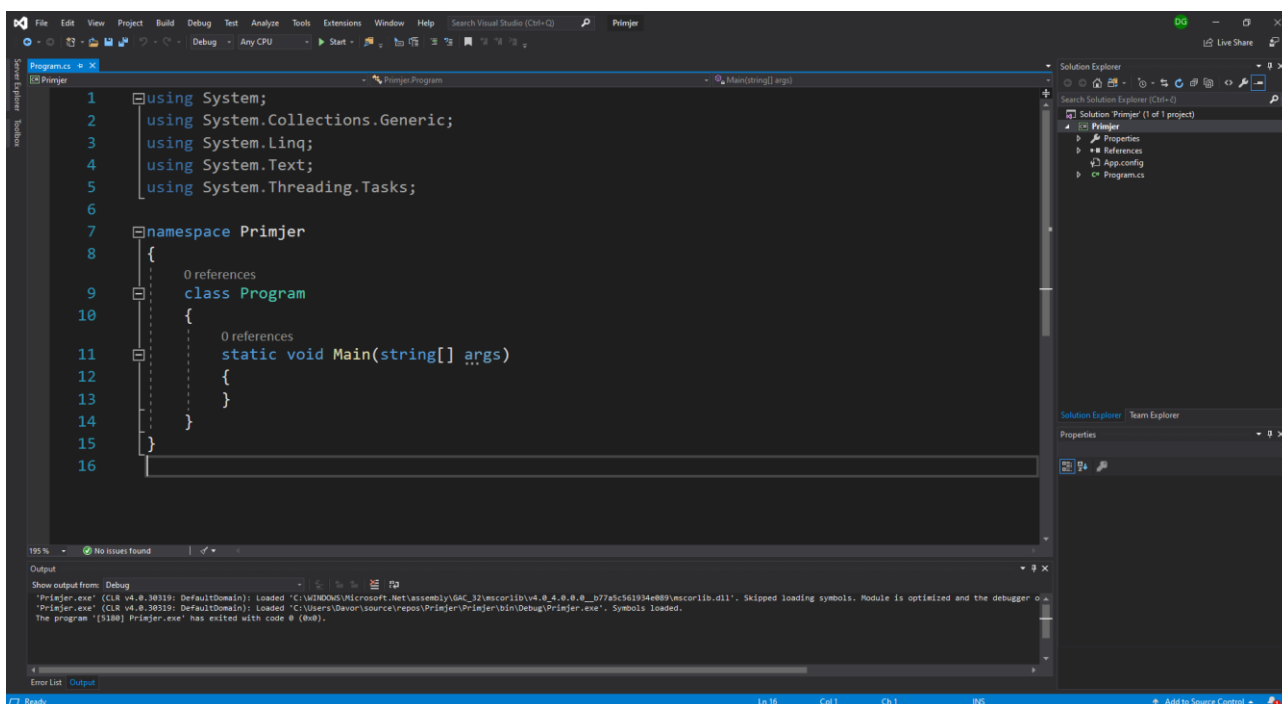 File Edit View Project Build Debug Test Analyze Tools Extensions Window Help Search Visual Studio (Ctrl+Q) Primjer DG
Debug Any CPU Start Live Share
Server Explorer
Toolbox
Program.cs
Primjer Primjer.Program Main(string[] args)
1 using System;
2 using System.Collections.Generic;
3 using System.Linq;
4 using System.Text;
5 using System.Threading.Tasks;
6
7 namespace Primjer
8 {
0 references
9 class Program
10 {
0 references
11 static void Main(string[] args)
12 {
13 }
14 }
15 }
16
195 % No issues found
Output
Show output from: Debug
'Primjer.exe' (CLR v4.0.30319: DefaultDomain): Loaded 'C:\WINDOWS\Microsoft.Net\assembly\GAC_32\mscorlib\v4.0_4.0.0.0__b77a5c561934e089\mscorlib.dll'. Skipped loading symbols. Module is optimized and the debugger o
'Primjer.exe' (CLR v4.0.30319: DefaultDomain): Loaded 'C:\Users\Davor\source\repos\Primjer\Primjer\bin\Debug\Primjer.exe'. Symbols loaded.
The program '[5180] Primjer.exe' has exited with code 0 (0x0).
Error List Output
Solution Explorer
Search Solution Explorer
Solution 'Primjer' (1 of 1 project)
Primjer
Properties
References
App.config
C# Program.cs
Solution Explorer Team Explorer
Properties
Ready Ln 16 Col 1 Ch 1 INS Add to Source Control